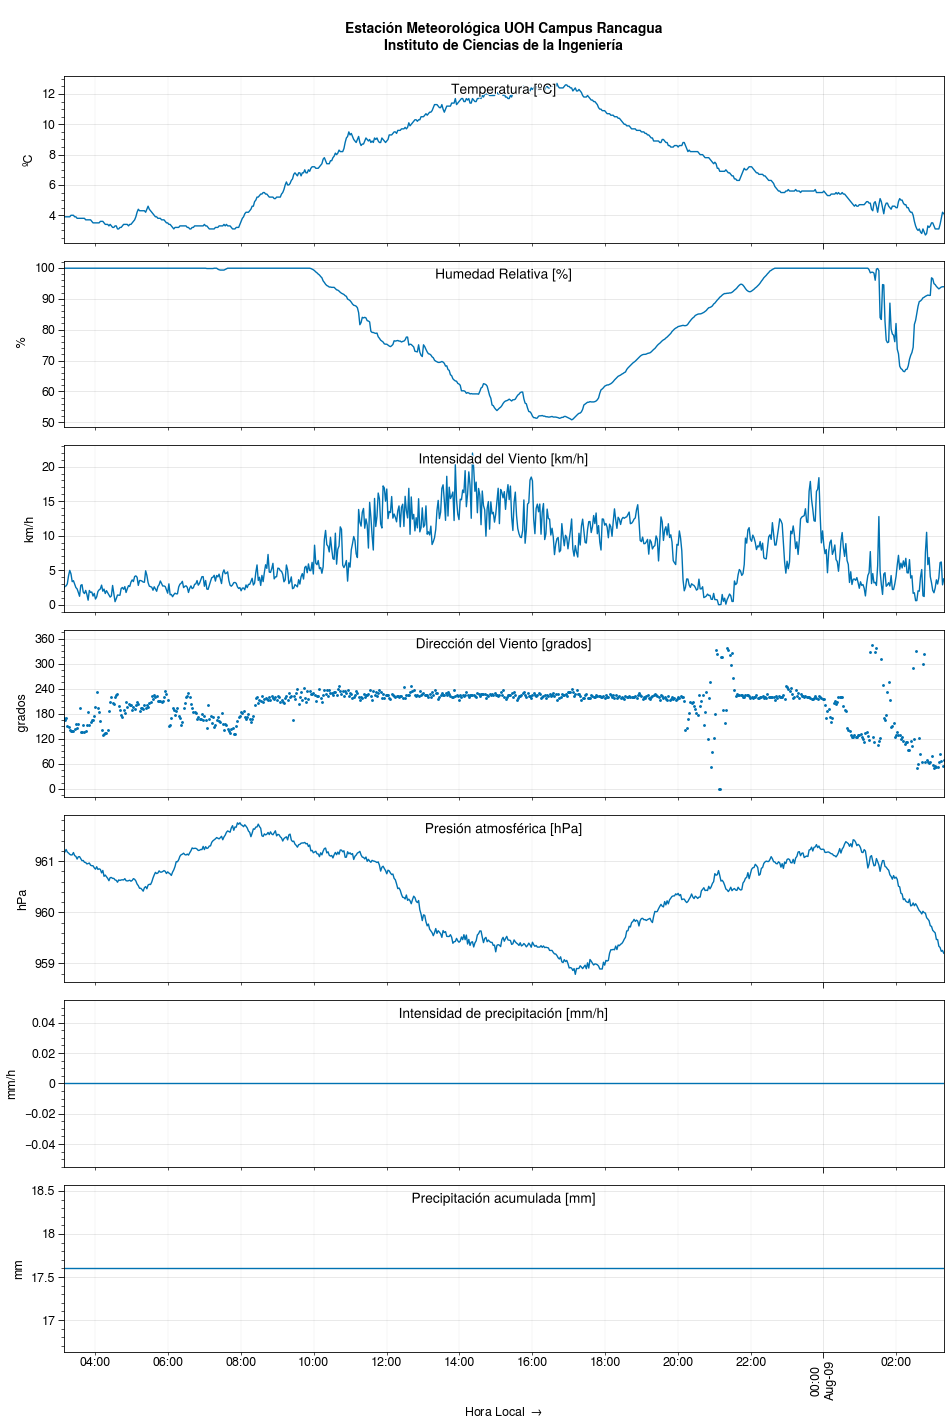 Estación Meteorológica UOH Campus Rancagua
Instituto de Ciencias de la Ingeniería
Temperatura [ºC]
12
10
8
6
4
ºC
Humedad Relativa [%]
100
90
80
70
60
50
%
Intensidad del Viento [km/h]
20
15
10
5
0
km/h
Dirección del Viento [grados]
360
300
240
180
120
60
0
grados
Presión atmosférica [hPa]
961
960
959
hPa
Intensidad de precipitación [mm/h]
0.04
0.02
0
−0.02
−0.04
mm/h
Precipitación acumulada [mm]
18.5
18
17.5
17
mm
04:00 06:00 08:00 10:00 12:00 14:00 16:00 18:00 20:00 22:00 00:00 02:00
Aug-09
Hora Local →